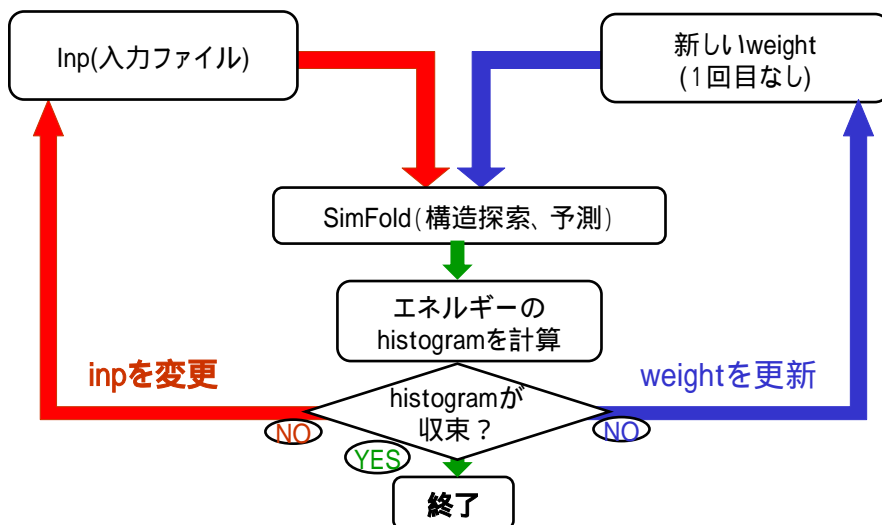 Inp(入力ファイル)
新しいweight
(1回目なし)
SimFold(構造探索、予測)
エネルギーの
histogramを計算
inpを変更
weightを更新
histogramが
収束？
NO
NO
YES
終了